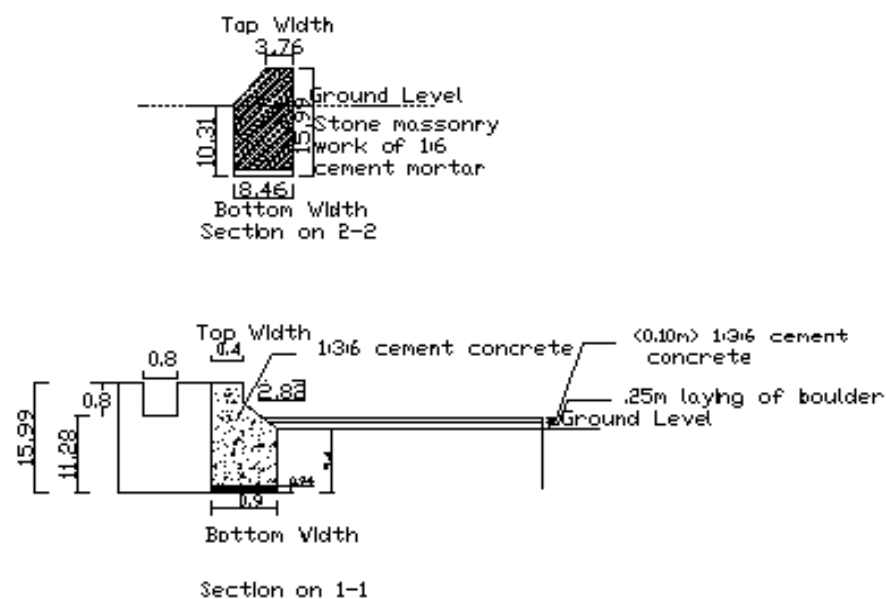 Tap Width
3.76
Ground Level
10.31
15.99
Stone massonry
work of 1:6
cement mortar
8.46
Bottom Width
Section on 2-2
Top Width
0.4
1:3:6 cement concrete
(0.10m) 1:3:6 cement
concrete
0.8
0.8
2.83
.25m laying of boulder
Ground Level
15.99
11.28
0.9
Bottom Width
Section on 1-1